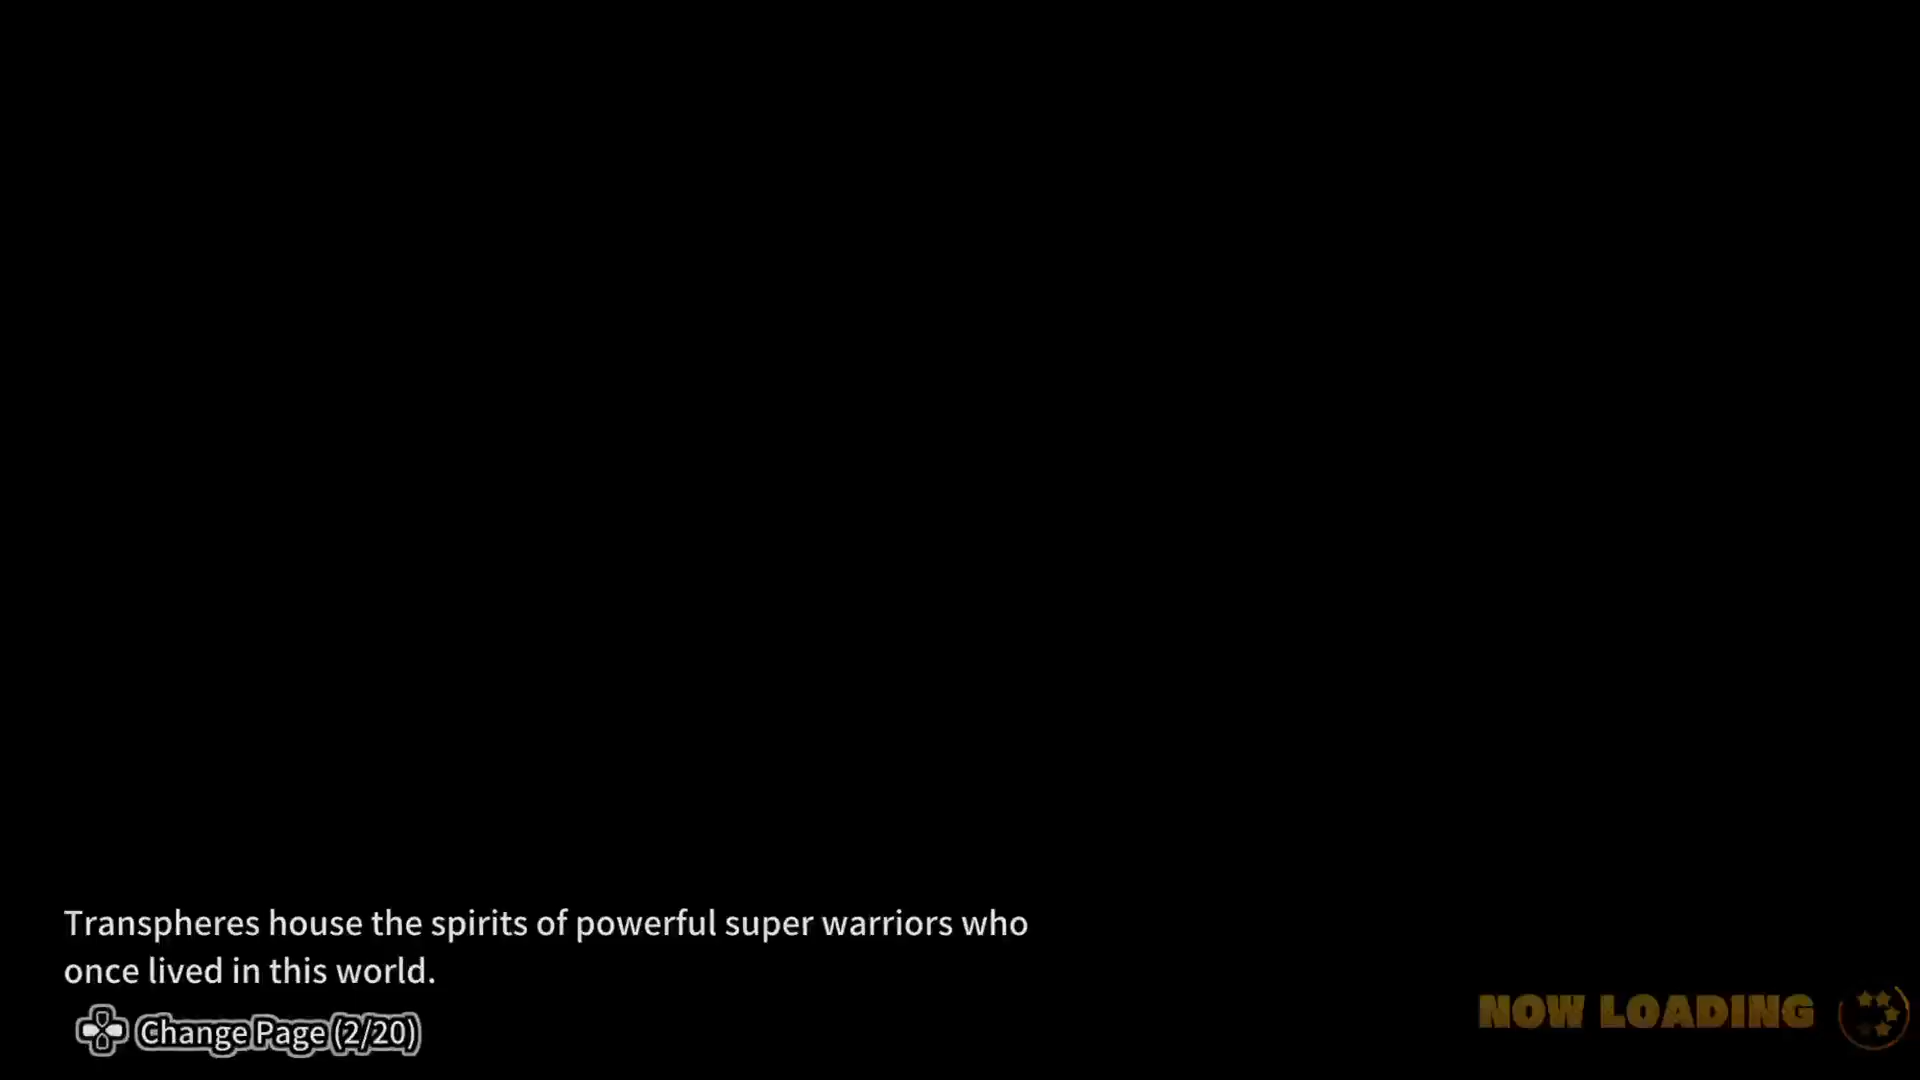 Transpheres house the spirits of powerful super warriors who
once lived in this world.
Change Page (2/20)
NOW LOADING